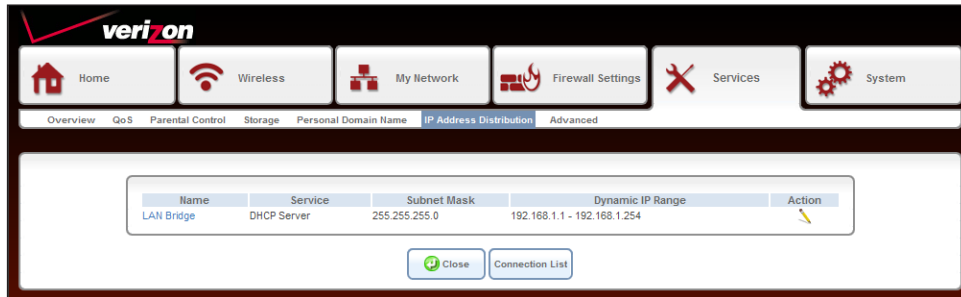 verizon
Home Wireless My Network Firewall Settings Services System
Overview QoS Parental Control Storage Personal Domain Name IP Address Distribution Advanced
Name Service Subnet Mask Dynamic IP Range Action
LAN Bridge DHCP Server 255.255.255.0 192.168.1.1 - 192.168.1.254
Close Connection List